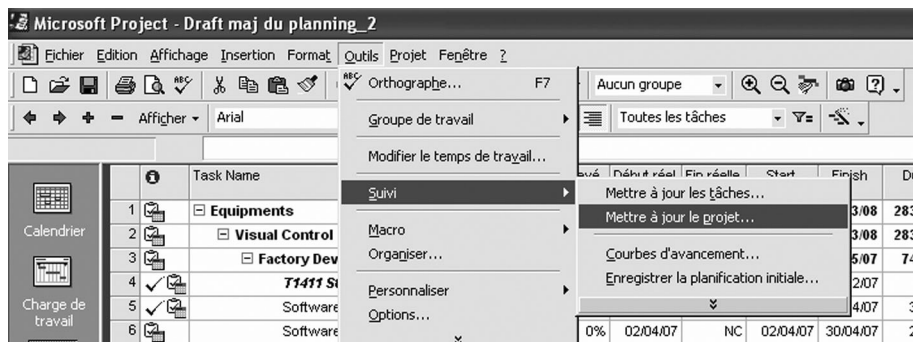 Microsoft Project - Draft maj du planning_2
Fichier Edition Affichage Insertion Format Outils Projet Fenêtre ?
ABC ABC Orthographe... F7 Aucun groupe
Afficher Arial Groupe de travail Toutes les tâches
Modifier le temps de travail...
Task Name Début réel Fin réelle Start Finish
Suivi Mettre à jour les tâches...
1 Equipments Mettre à jour le projet... 3/08 283
Calendrier 2 Visual Control Macro 3/08 283
3 Factory Dev Organiser... Courbes d'avancement... 5/07 74
4 T1411 Personnaliser Enregistrer la planification initiale... 2/07
Charge de travail 5 Software Options... 4/07
6 Software 0% 02/04/07 NC 02/04/07 30/04/07